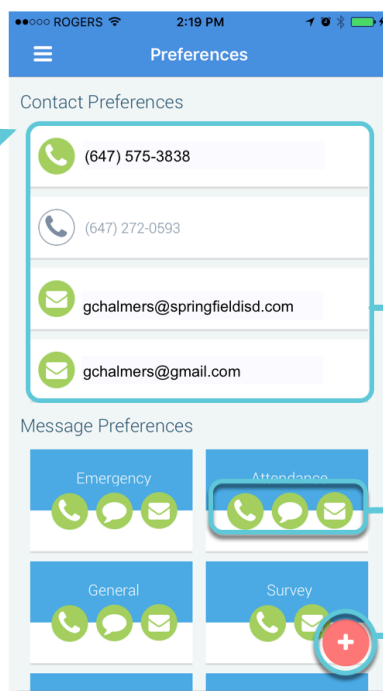 ROGERS 2:19 PM
Preferences
Contact Preferences
(647) 575-3838
(647) 272-0593
gchalmers@springfieldisd.com
gchalmers@gmail.com
Message Preferences
Emergency Attendance
General Survey
+